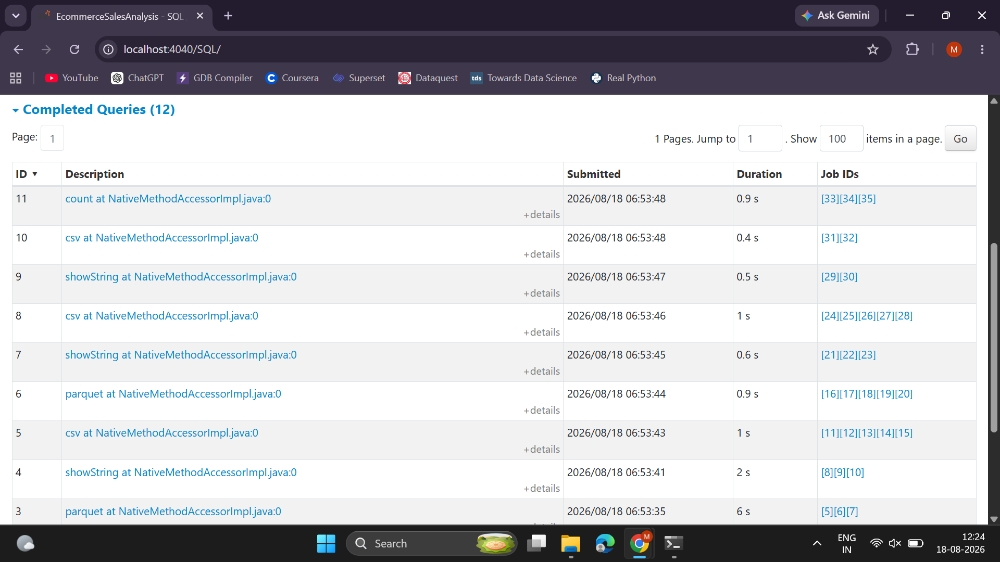 EcommerceSalesAnalysis - SQL
Ask Gemini
localhost:4040/SQL/
M
YouTube
ChatGPT
GDB Compiler
Coursera
Superset
Dataquest
tds Towards Data Science
Real Python
Completed Queries (12)
Page: 1
1 Pages. Jump to 1 . Show 100 items in a page. Go
ID Description Submitted Duration Job IDs
11 count at NativeMethodAccessorImpl.java:0 2026/08/18 06:53:48 0.9 s [33][34][35]
+details
10 csv at NativeMethodAccessorImpl.java:0 2026/08/18 06:53:48 0.4 s [31][32]
+details
9 showString at NativeMethodAccessorImpl.java:0 2026/08/18 06:53:47 0.5 s [29][30]
+details
8 csv at NativeMethodAccessorImpl.java:0 2026/08/18 06:53:46 1 s [24][25][26][27][28]
+details
7 showString at NativeMethodAccessorImpl.java:0 2026/08/18 06:53:45 0.6 s [21][22][23]
+details
6 parquet at NativeMethodAccessorImpl.java:0 2026/08/18 06:53:44 0.9 s [16][17][18][19][20]
+details
5 csv at NativeMethodAccessorImpl.java:0 2026/08/18 06:53:43 1 s [11][12][13][14][15]
+details
4 showString at NativeMethodAccessorImpl.java:0 2026/08/18 06:53:41 2 s [8][9][10]
+details
3 parquet at NativeMethodAccessorImpl.java:0 2026/08/18 06:53:35 6 s [5][6][7]
Search
M
ENG
IN
12:24
18-08-2026